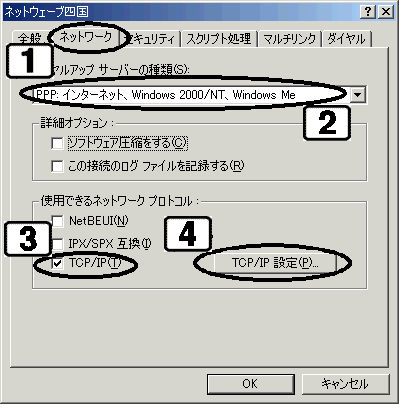 ネットウェーブ四国
全般 ネットワーク セキュリティ スクリプト処理 マルチリンク ダイヤル
1
ヤルアップ サーバーの種類(S):
PPP: インターネット、Windows 2000/NT、Windows Me
2
詳細オプション:
ソフトウェア圧縮をする(C)
この接続のログ ファイルを記録する(R)
使用できるネットワーク プロトコル:
NetBEUI(N)
IPX/SPX 互換(I)
3
4
TCP/IP(T)
TCP/IP 設定(P)...
OK キャンセル